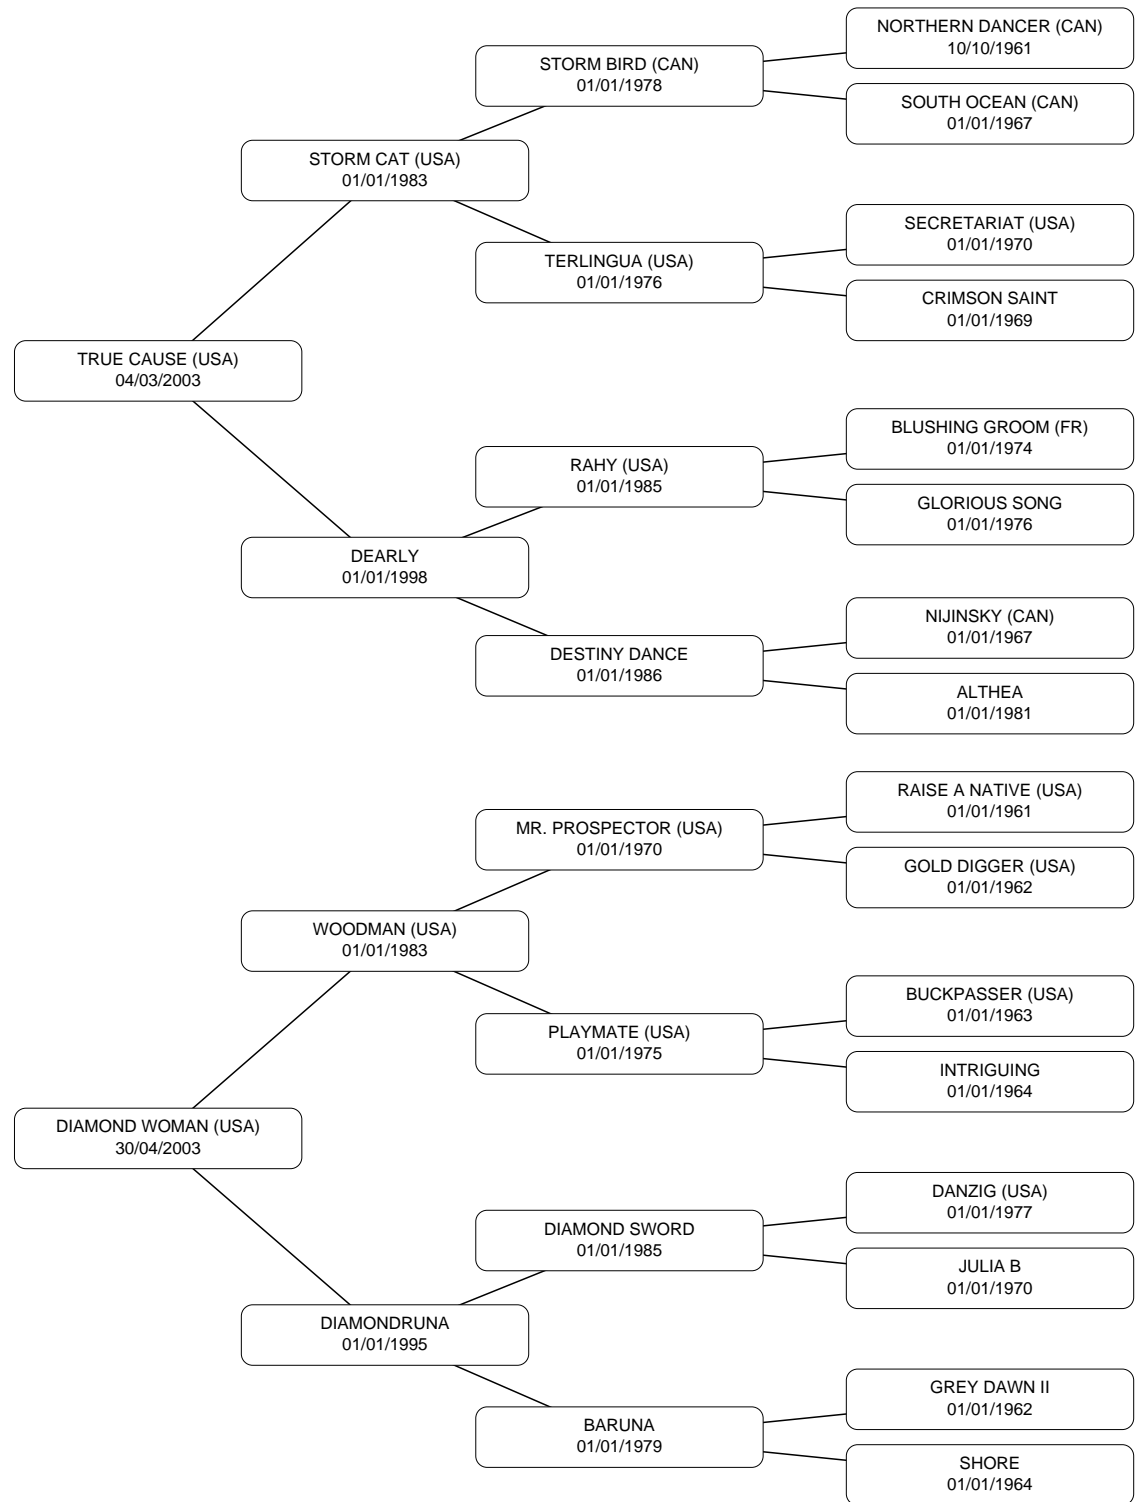 NORTHERN DANCER (CAN)
10/10/1961
STORM BIRD (CAN)
01/01/1978
SOUTH OCEAN (CAN)
01/01/1967
STORM CAT (USA)
01/01/1983
SECRETARIAT (USA)
01/01/1970
TERLINGUA (USA)
01/01/1976
CRIMSON SAINT
01/01/1969
TRUE CAUSE (USA)
04/03/2003
BLUSHING GROOM (FR)
01/01/1974
RAHY (USA)
01/01/1985
GLORIOUS SONG
01/01/1976
DEARLY
01/01/1998
NIJINSKY (CAN)
01/01/1967
DESTINY DANCE
01/01/1986
ALTHEA
01/01/1981
RAISE A NATIVE (USA)
01/01/1961
MR. PROSPECTOR (USA)
01/01/1970
GOLD DIGGER (USA)
01/01/1962
WOODMAN (USA)
01/01/1983
BUCKPASSER (USA)
01/01/1963
PLAYMATE (USA)
01/01/1975
INTRIGUING
01/01/1964
DIAMOND WOMAN (USA)
30/04/2003
DANZIG (USA)
01/01/1977
DIAMOND SWORD
01/01/1985
JULIA B
01/01/1970
DIAMONDRUNA
01/01/1995
GREY DAWN II
01/01/1962
BARUNA
01/01/1979
SHORE
01/01/1964